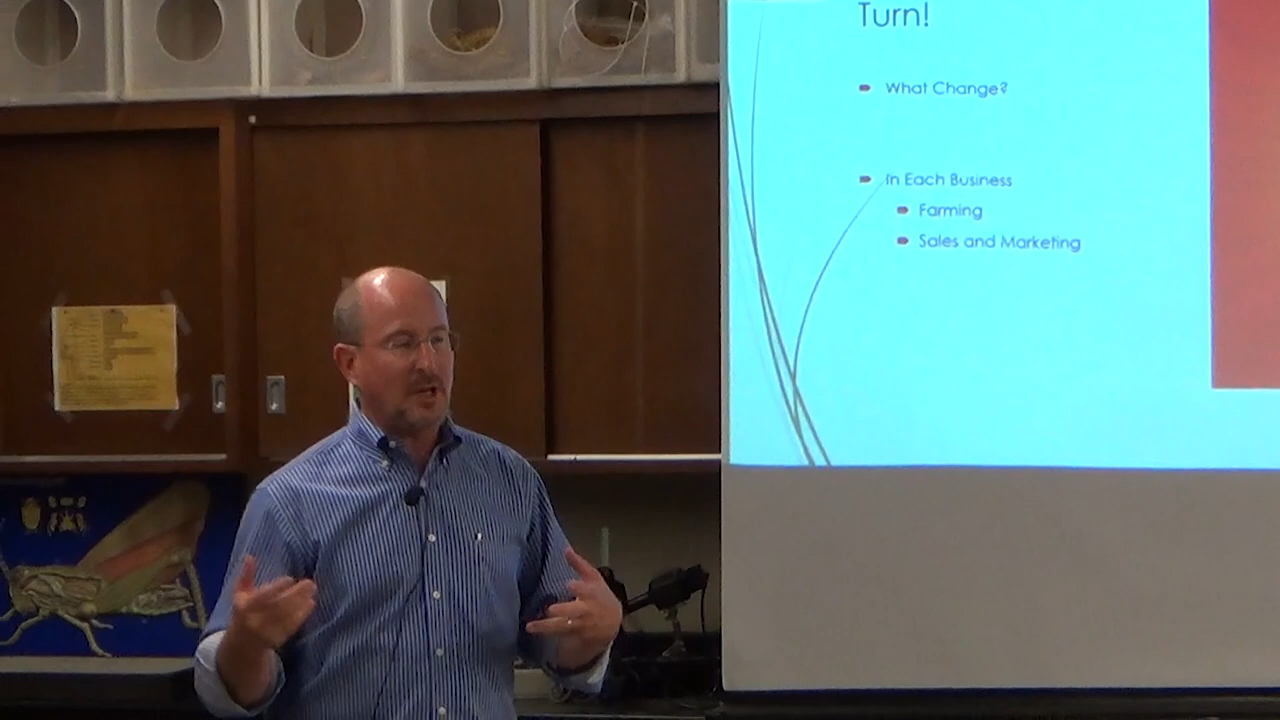 Turn!
What Change?
In Each Business
Farming
Sales and Marketing